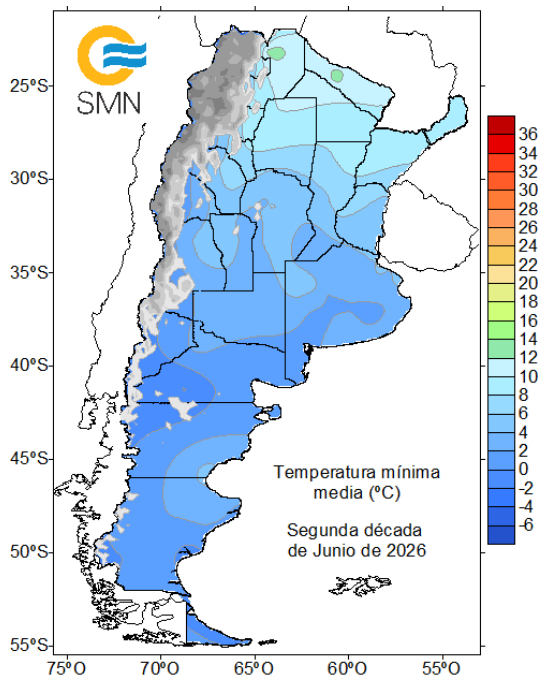 SMN
25°S
30°S
35°S
40°S
45°S
50°S
55°S
75°O
70°O
65°O
60°O
55°O
36
34
32
30
28
26
24
22
20
18
16
14
12
10
8
6
4
2
0
-2
-4
-6
Temperatura mínima
media (ºC)
Segunda década
de Junio de 2026